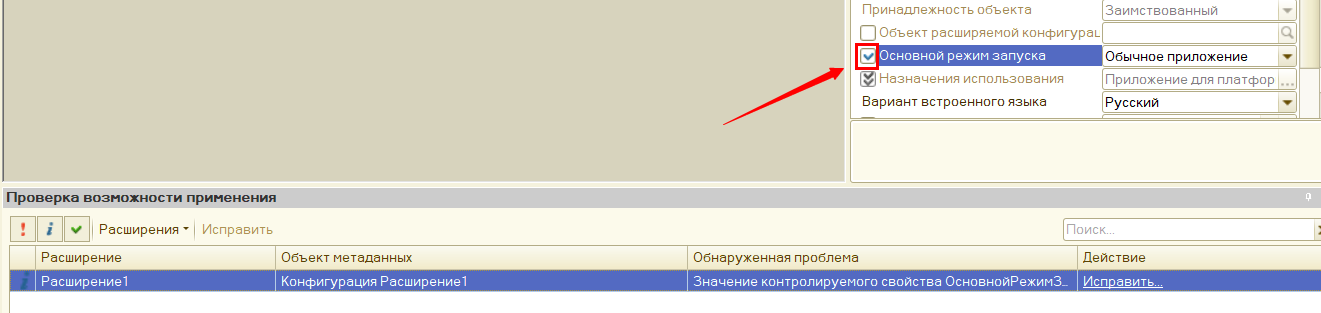 Принадлежность объекта Заимствованный
Объект расширяемой конфигурац
Основной режим запуска Обычное приложение
Назначения использования Приложение для платфор ...
Вариант встроенного языка Русский
Проверка возможности применения
Расширения Исправить Поиск...
Расширение Объект метаданных Обнаруженная проблема Действие
Расширение1 Конфигурация Расширение1 Значение контролируемого свойства ОсновнойРежимЗ... Исправить...